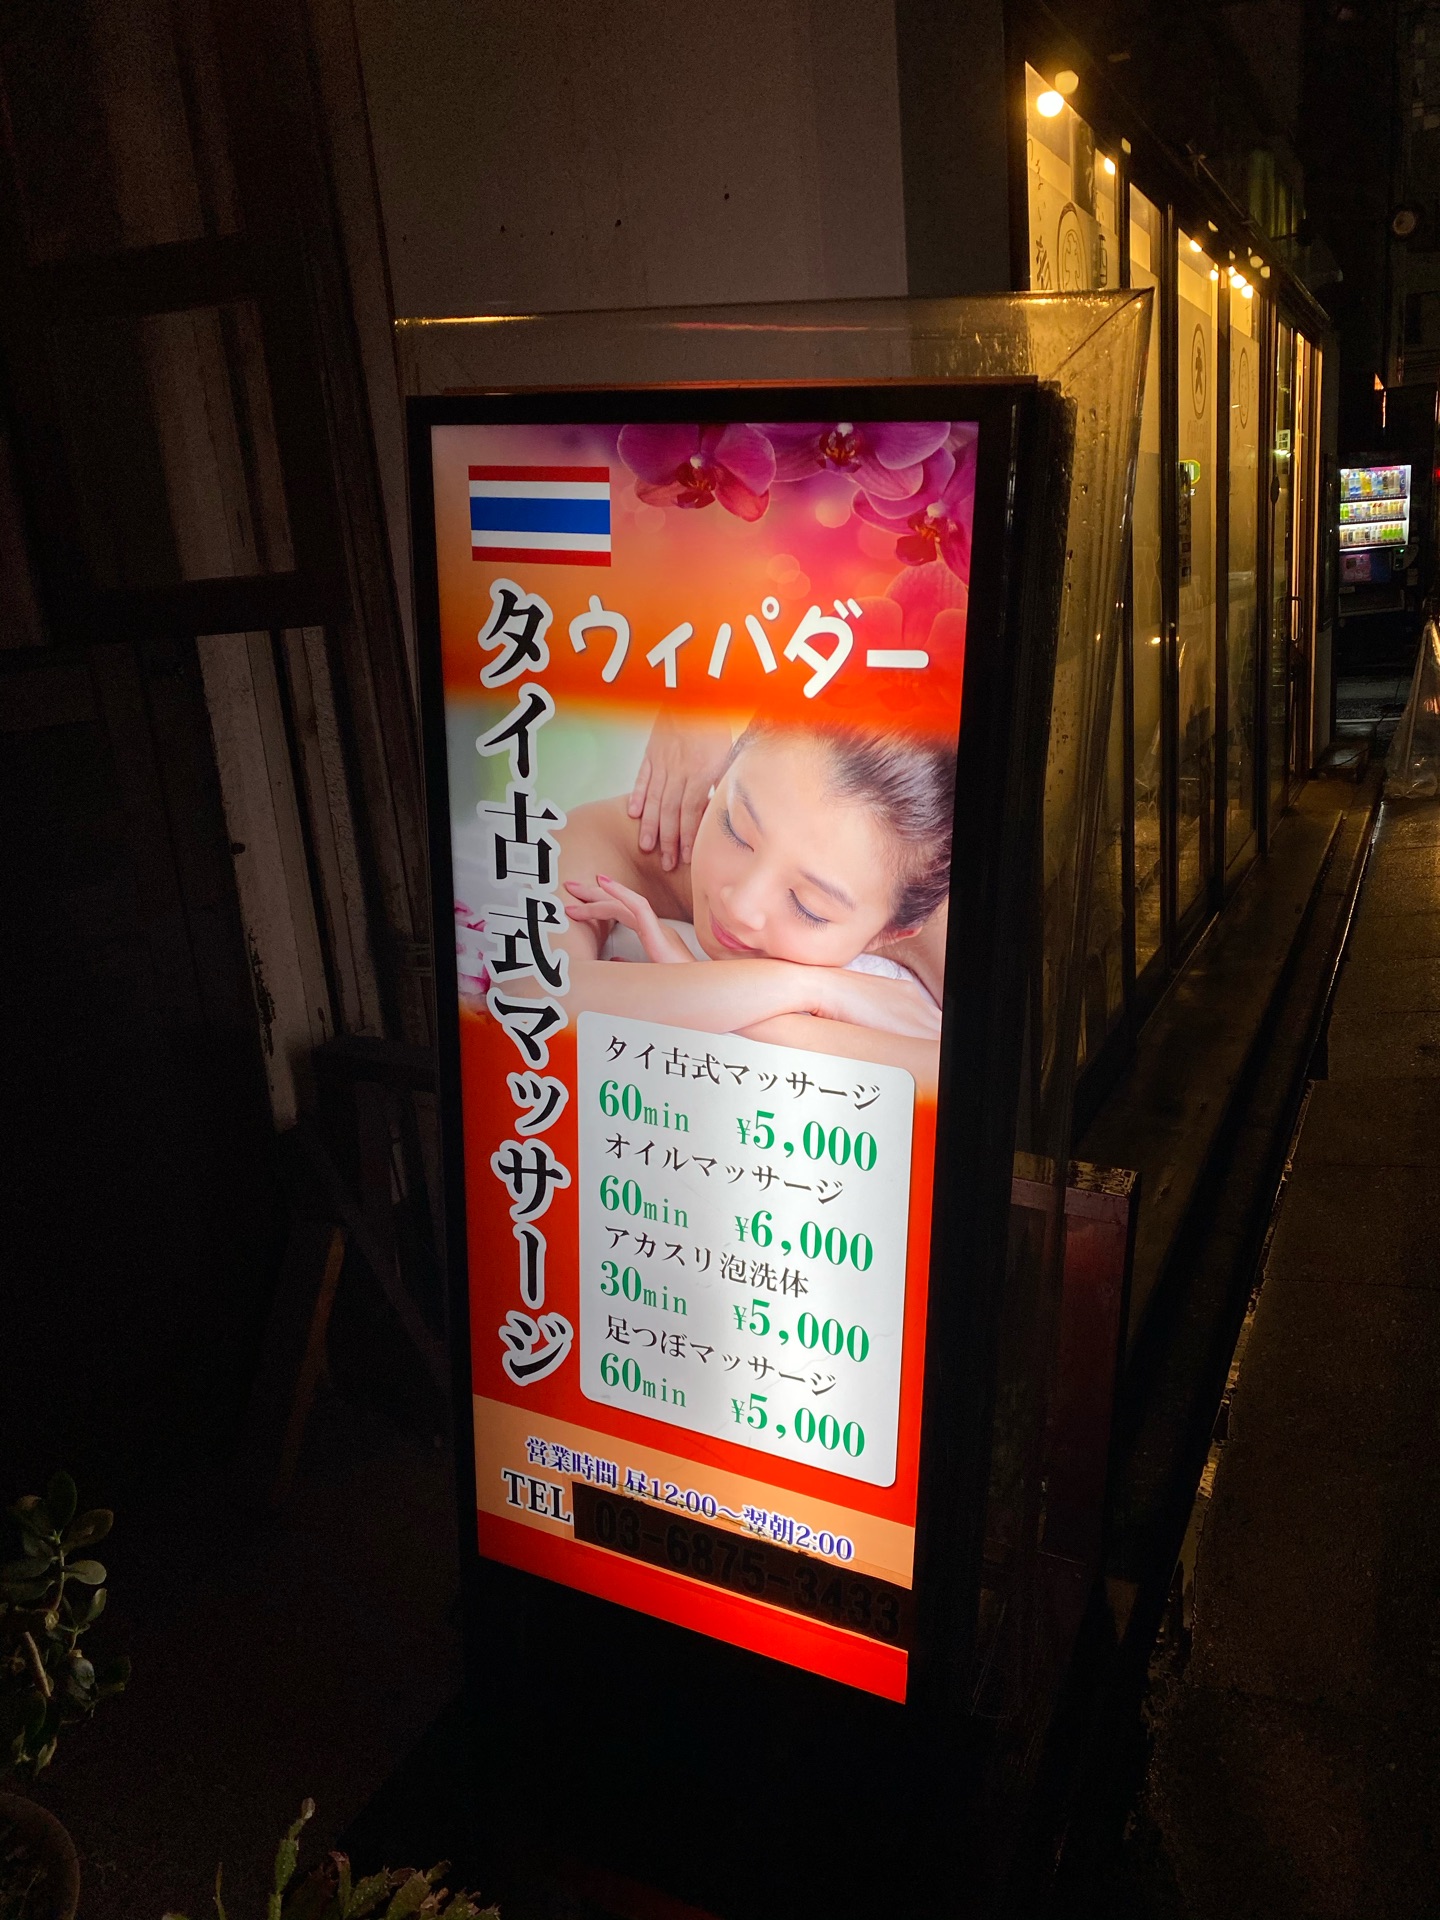 タウィパダー
タイ古式マッサージ
タイ古式マッサージ
60min ¥5,000
オイルマッサージ
60min ¥6,000
アカスリ泡洗体
30min ¥5,000
足つぼマッサージ
60min ¥5,000
営業時間 昼12:00～翌朝2:00
TEL 03-6875-3433